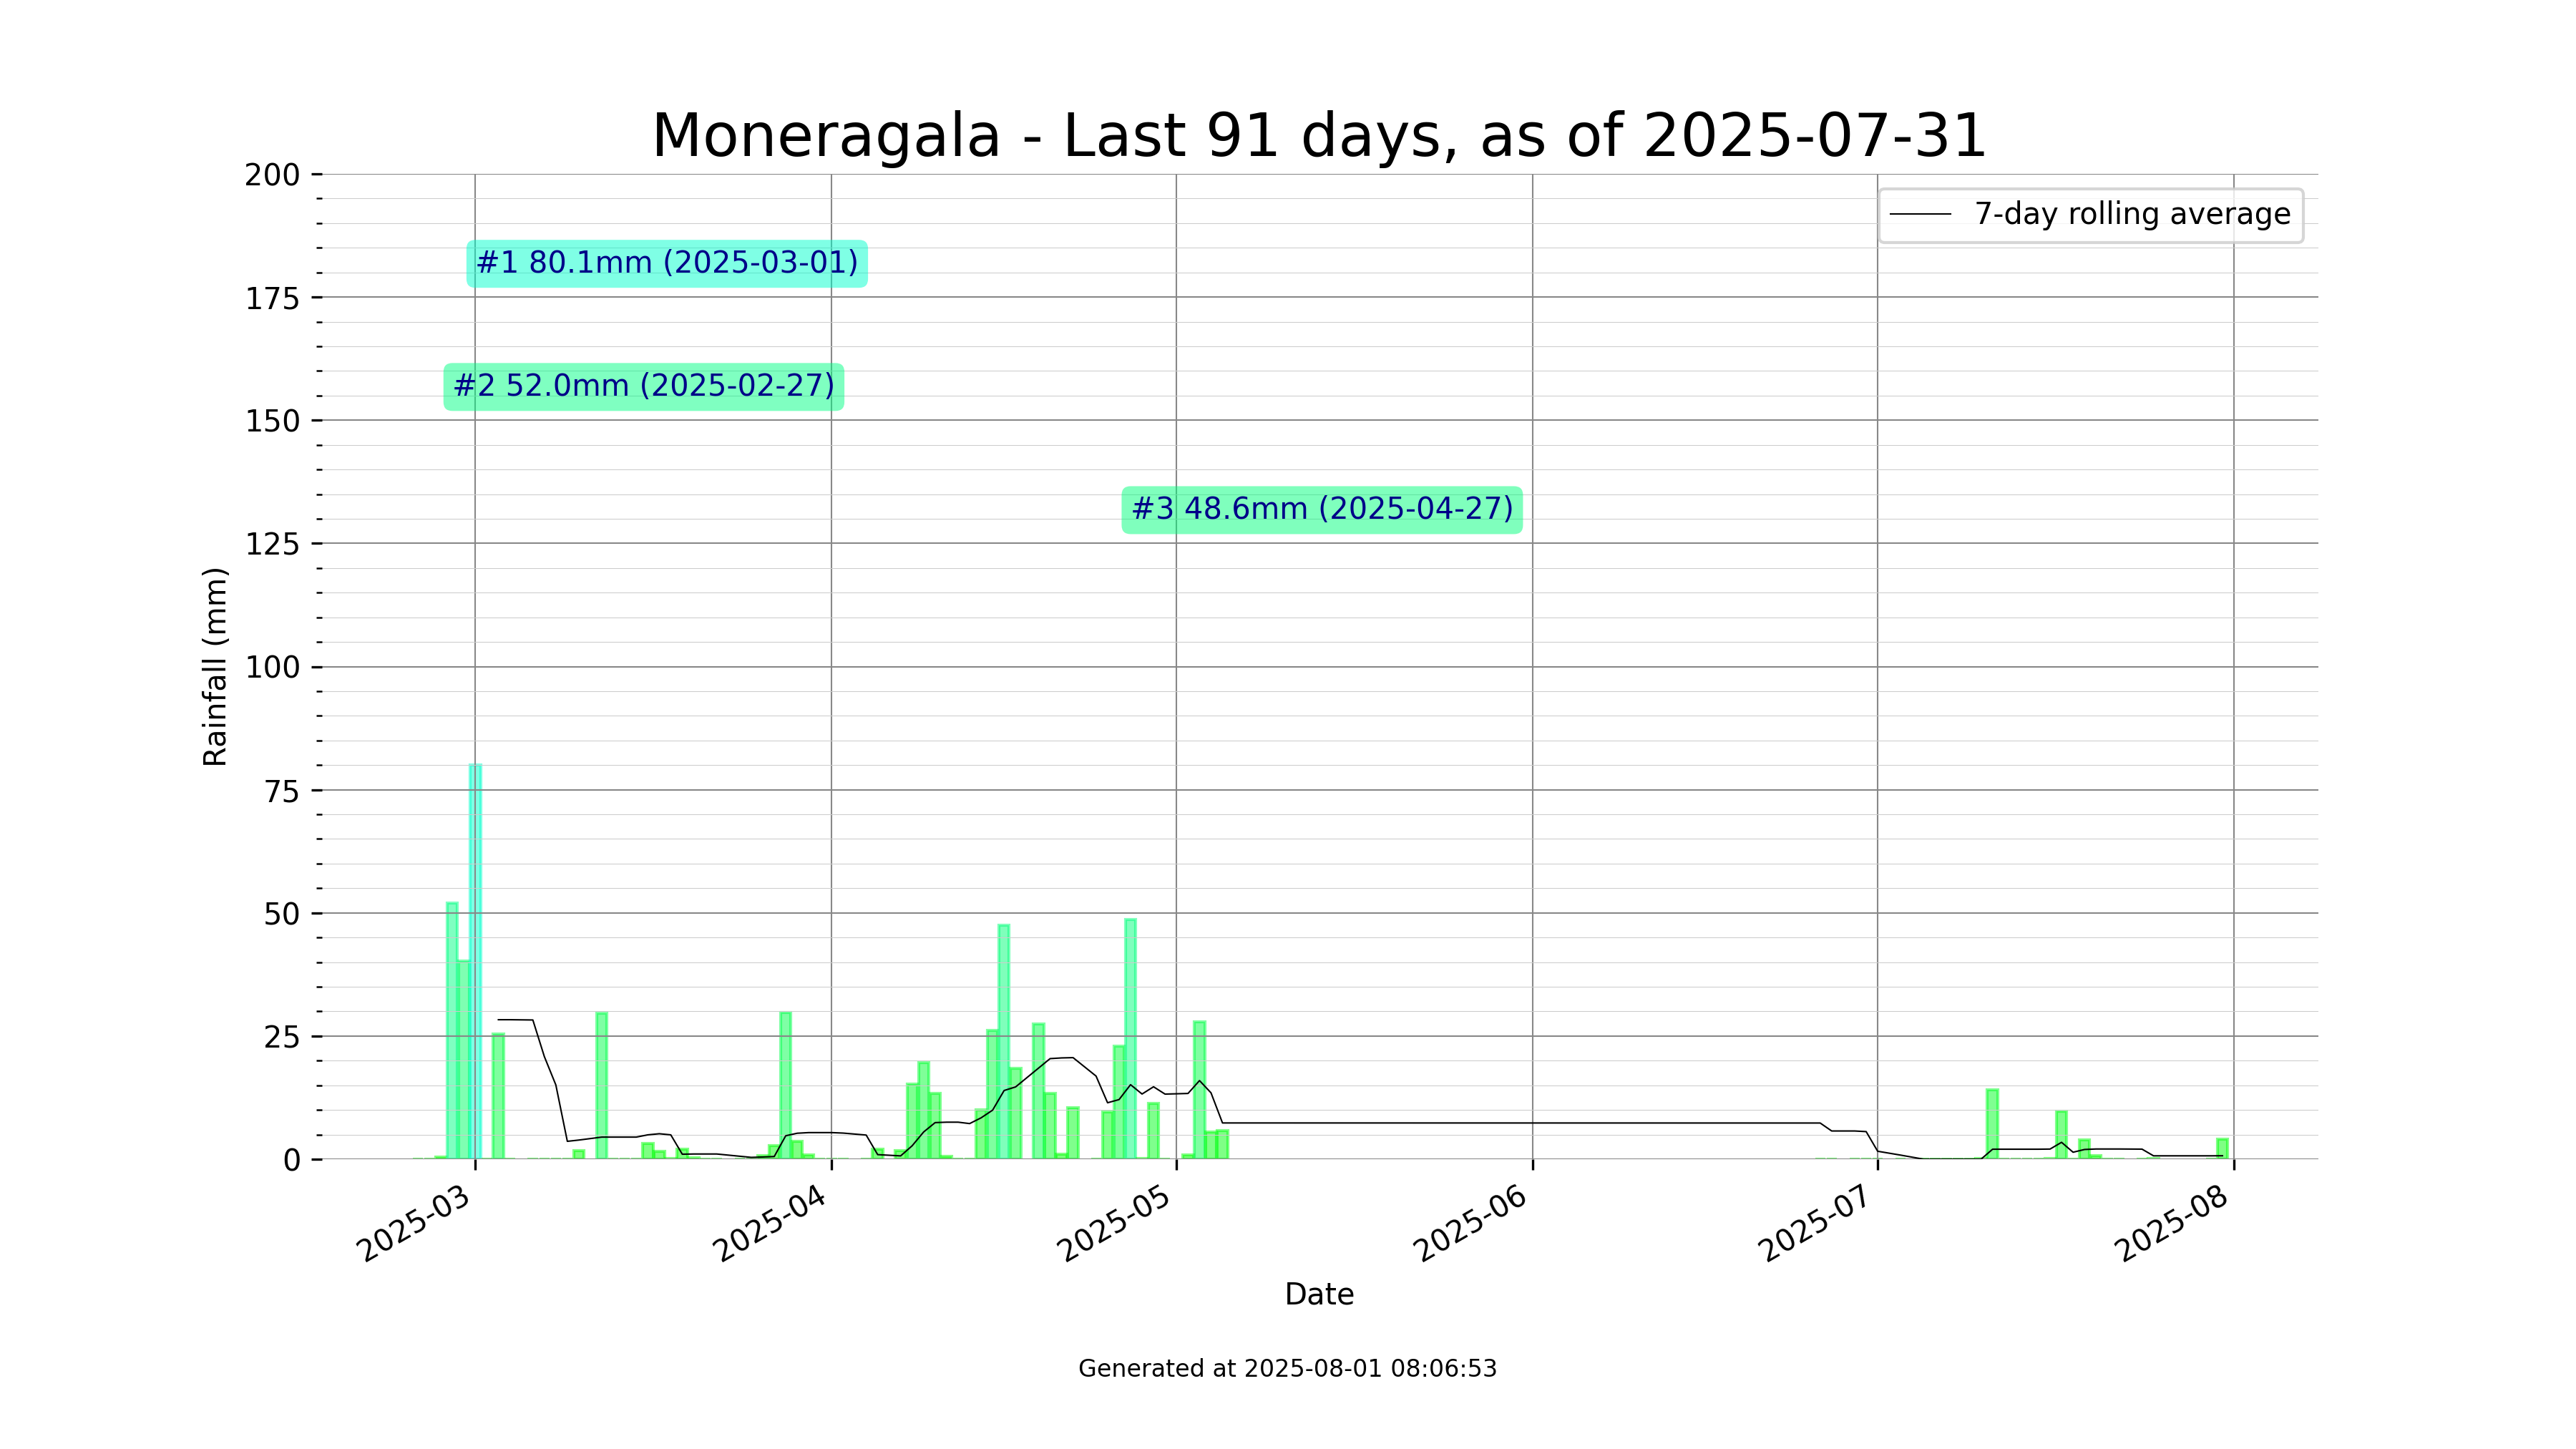 Moneragala - Last 91 days, as of 2025-07-31
200
175
150
125
100
75
50
25
0
Rainfall (mm)
7-day rolling average
#1 80.1mm (2025-03-01)
#2 52.0mm (2025-02-27)
#3 48.6mm (2025-04-27)
2025-03
2025-04
2025-05
2025-06
2025-07
2025-08
Date
Generated at 2025-08-01 08:06:53